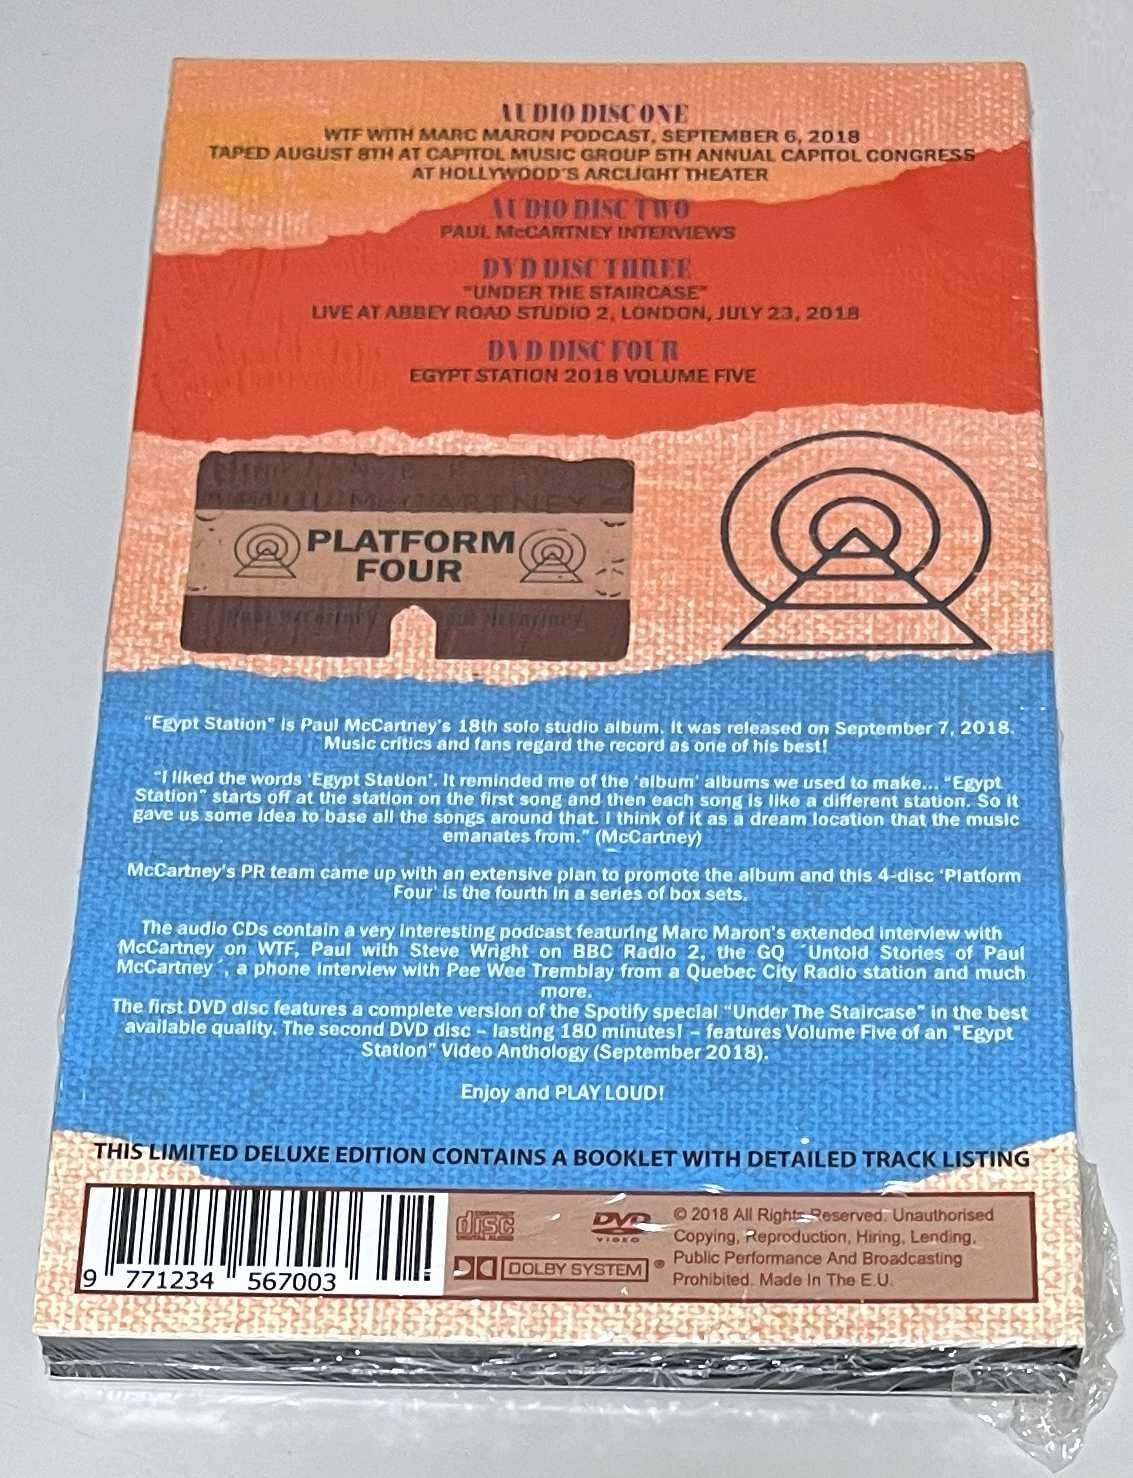 AUDIO DISC ONE
WTF WITH MARC MARON PODCAST, SEPTEMBER 6, 2018
TAPED AUGUST 8TH AT CAPITOL MUSIC GROUP 5TH ANNUAL CAPITOL CONGRESS
AT HOLLYWOOD'S ARCLIGHT THEATER
AUDIO DISC TWO
PAUL McCARTNEY INTERVIEWS
DVD DISC THREE
"UNDER THE STAIRCASE"
LIVE AT ABBEY ROAD STUDIO 2, LONDON, JULY 23, 2018
DVD DISC FOUR
EGYPT STATION 2018 VOLUME FIVE
PAUL McCARTNEY
PLATFORM
FOUR
Paul McCartney Paul McCartney
"Egypt Station" is Paul McCartney's 18th solo studio album. It was released on September 7, 2018.
Music critics and fans regard the record as one of his best!
"I liked the words 'Egypt Station'. It reminded me of the 'album' albums we used to make... "Egypt
Station" starts off at the station on the first song and then each song is like a different station. So it
gave us some idea to base all the songs around that. I think of it as a dream location that the music
emanates from." (McCartney)
McCartney's PR team came up with an extensive plan to promote the album and this 4-disc 'Platform
Four' is the fourth in a series of box sets.
The audio CDs contain a very interesting podcast featuring Marc Maron's extended interview with
McCartney on WTF, Paul with Steve Wright on BBC Radio 2, the GQ ´Untold Stories of Paul
McCartney´, a phone interview with Pee Wee Tremblay from a Quebec City Radio station and much
more.
The first DVD disc features a complete version of the Spotify special "Under The Staircase" in the best
available quality. The second DVD disc – lasting 180 minutes! – features Volume Five of an "Egypt
Station" Video Anthology (September 2018).
Enjoy and PLAY LOUD!
THIS LIMITED DELUXE EDITION CONTAINS A BOOKLET WITH DETAILED TRACK LISTING
9 771234 567003
disc
DIGITAL AUDIO
DVD
VIDEO
DOLBY SYSTEM ®
© 2018 All Rights Reserved. Unauthorised
Copying, Reproduction, Hiring, Lending,
Public Performance And Broadcasting
Prohibited. Made In The E.U.